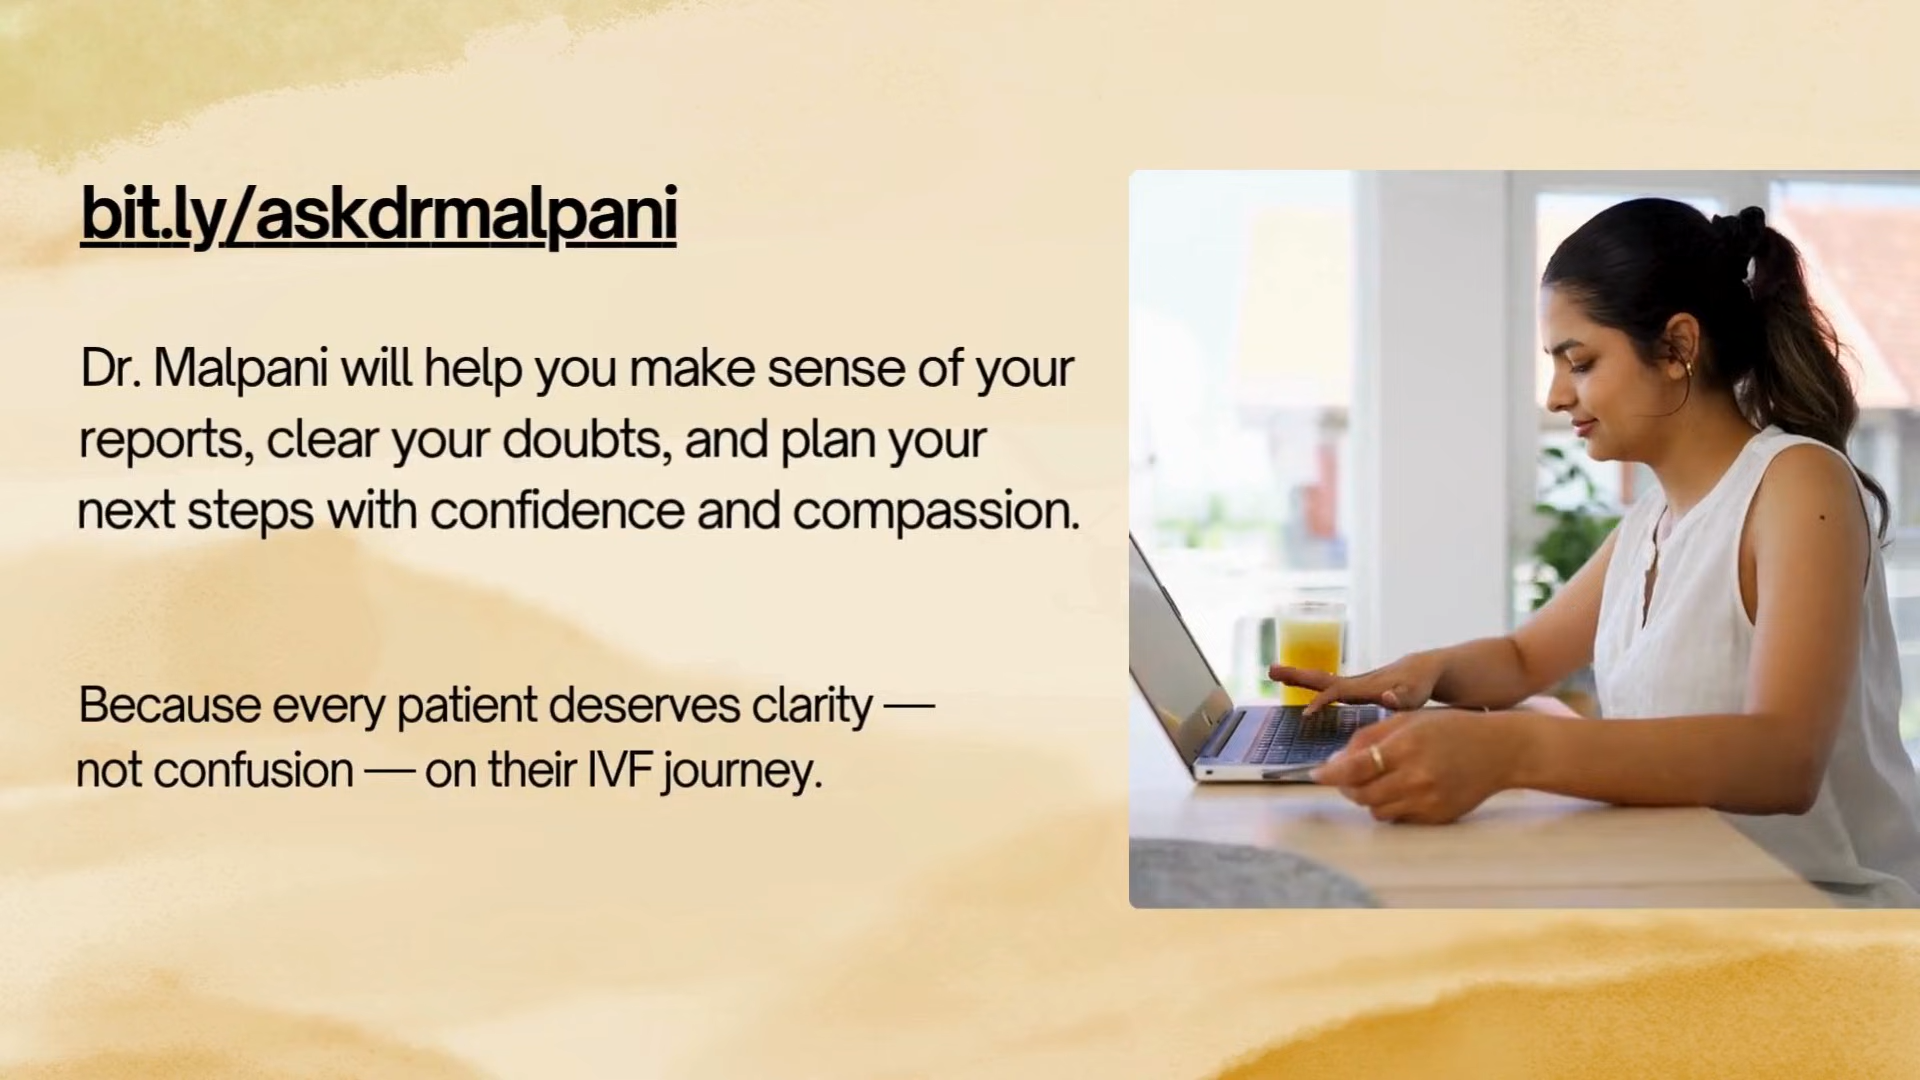 bit.ly/askdrmalpani
Dr. Malpani will help you make sense of your
reports, clear your doubts, and plan your
next steps with confidence and compassion.
Because every patient deserves clarity —
not confusion — on their IVF journey.